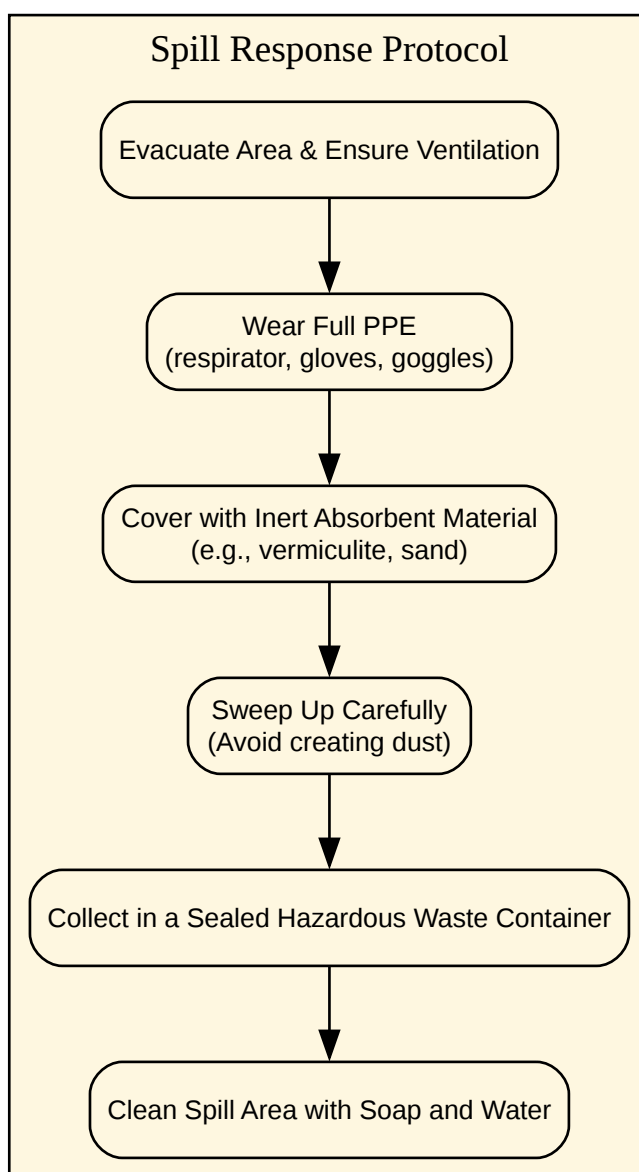 Spill Response Protocol
Evacuate Area & Ensure Ventilation
Wear Full PPE
(respirator, gloves, goggles)
Cover with Inert Absorbent Material
(e.g., vermiculite, sand)
Sweep Up Carefully
(Avoid creating dust)
Collect in a Sealed Hazardous Waste Container
Clean Spill Area with Soap and Water